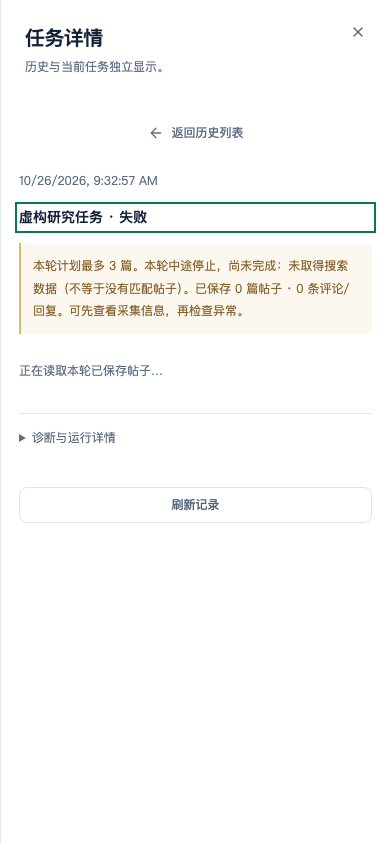 任务详情
历史与当前任务独立显示。
← 返回历史列表
10/26/2026, 9:32:57 AM
虚构研究任务 · 失败
本轮计划最多 3 篇。本轮中途停止，尚未完成：未取得搜索
数据（不等于没有匹配帖子）。已保存 0 篇帖子 · 0 条评论/
回复。可先查看采集信息，再检查异常。
正在读取本轮已保存帖子…
诊断与运行详情
刷新记录